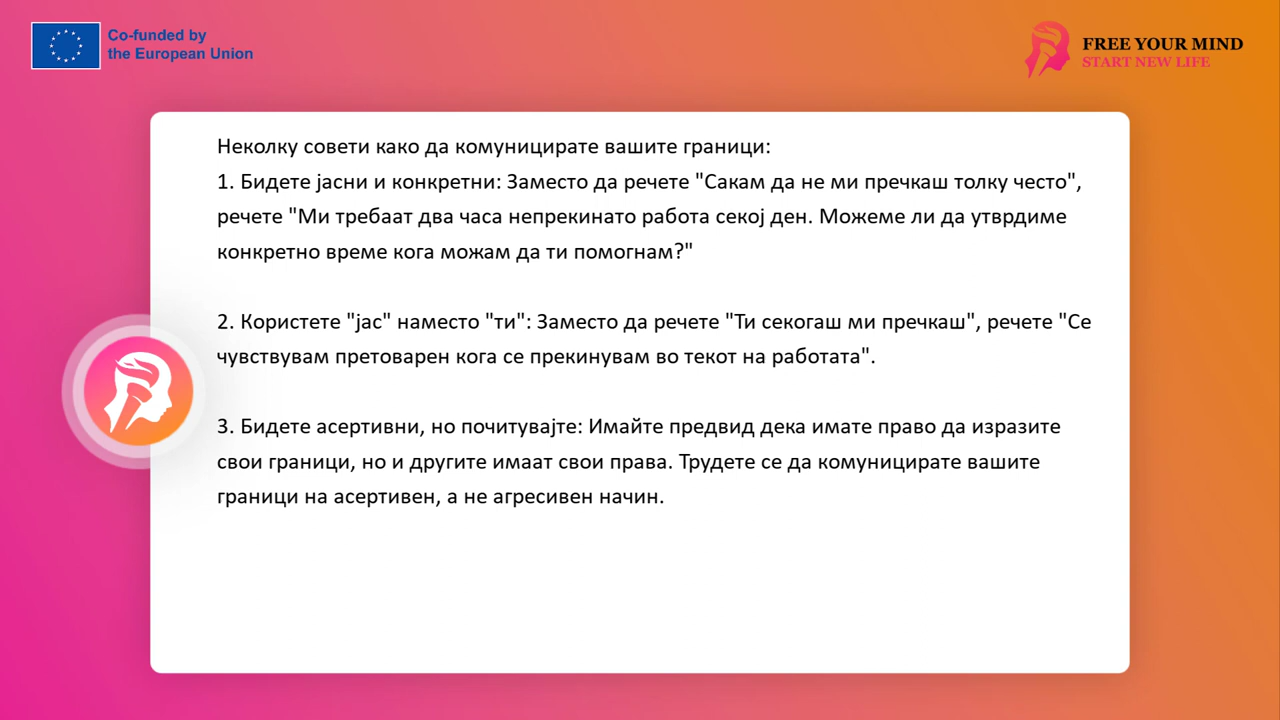 Co-funded by
the European Union
FREE YOUR MIND
START NEW LIFE
Неколку совети како да комуницирате вашите граници:
1. Бидете јасни и конкретни: Заместо да речете "Сакам да не ми пречкаш толку често",
речете "Ми требаат два часа непрекинато работа секој ден. Можеме ли да утврдиме
конкретно време кога можам да ти помогнам?"
2. Користете "јас" наместо "ти": Заместо да речете "Ти секогаш ми пречкаш", речете "Се
чувствувам претоварен кога се прекинувам во текот на работата".
3. Бидете асертивни, но почитувајте: Имайте предвид дека имате право да изразите
свои граници, но и другите имаат свои права. Трудете се да комуницирате вашите
граници на асертивен, а не агресивен начин.